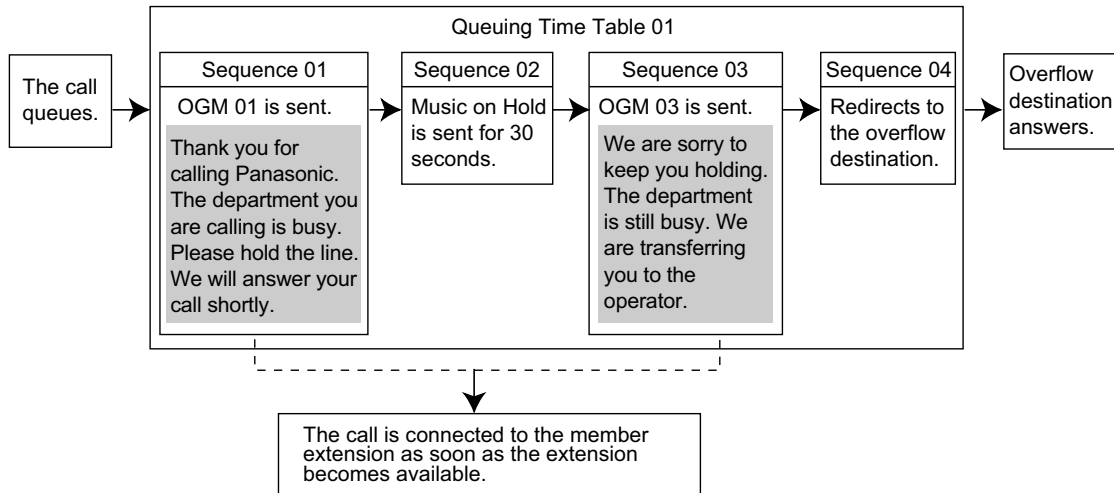 Queuing Time Table 01
The call
queues.
Sequence 01
OGM 01 is sent.
Thank you for
calling Panasonic.
The department you
are calling is busy.
Please hold the line.
We will answer your
call shortly.
Sequence 02
Music on Hold
is sent for 30
seconds.
Sequence 03
OGM 03 is sent.
We are sorry to
keep you holding.
The department
is still busy. We
are transferring
you to the
operator.
Sequence 04
Redirects to
the overflow
destination.
Overflow
destination
answers.
The call is connected to the member
extension as soon as the extension
becomes available.